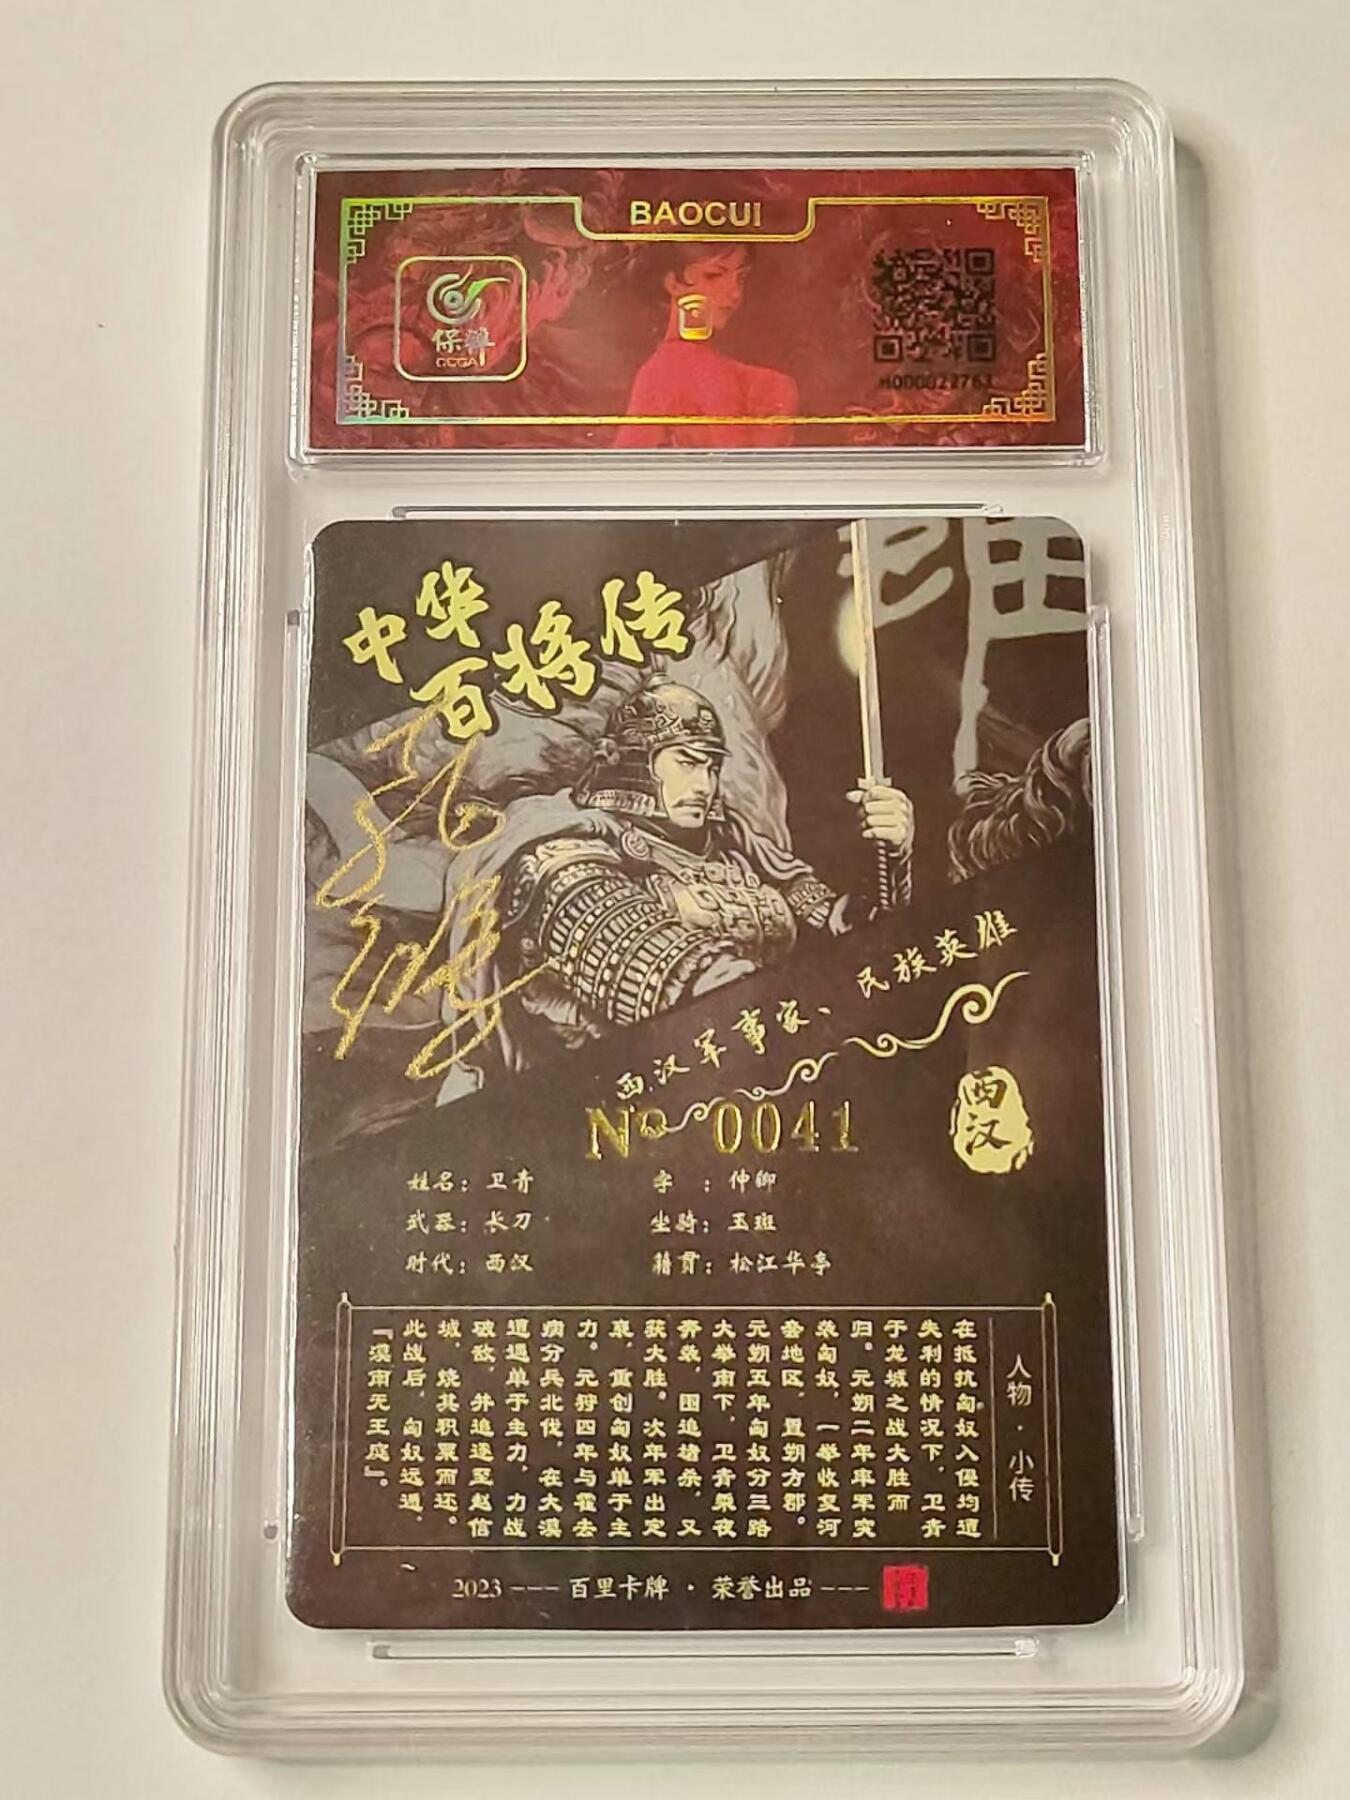 BAOCUI
保粹
CCGA
H000022763
雄
中华
百将传
西汉军事家、民族英雄
№ 0041
西汉
姓名：卫青
字　：仲卿
武器：长刀
坐骑：玉斑
时代：西汉
籍贯：松江华亭
人物·小传
在抵抗匈奴入侵均遭
失利的情况下，卫青
于龙城之战大胜而
归。元朔二年率军突
袭匈奴，一举收复河
套地区，置朔方郡。
元朔五年匈奴分三路
大举南下，卫青乘夜
奔袭，围追堵杀，又
获大胜。次年军出定
襄，重创匈奴单于主
力。元狩四年与霍去
病分兵北伐，在大漠
遭遇单于主力，力战
破敌，并追逐至赵信
城，烧其积粟而还。
此战后，匈奴远遁，
『漠南无王庭』。
2023---百里卡牌·荣誉出品---